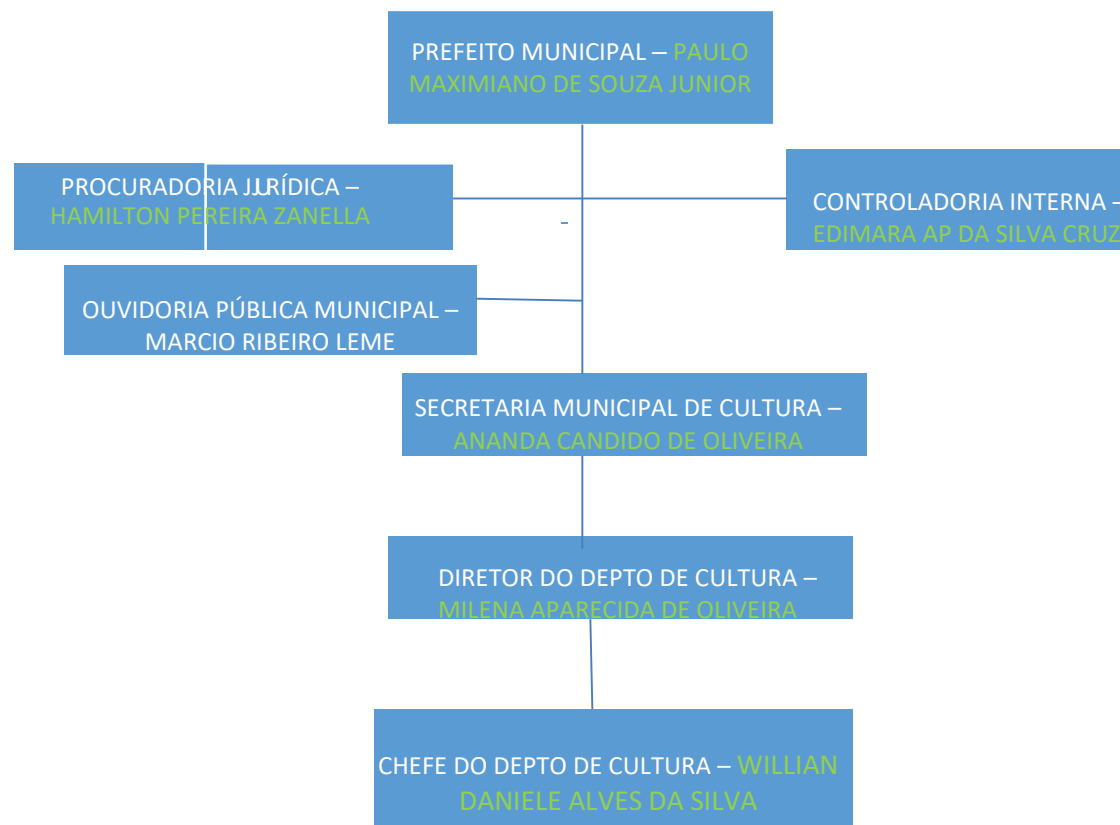 PREFEITO MUNICIPAL – PAULO
MAXIMIANO DE SOUZA JUNIOR
PROCURADORIA JURÍDICA –
HAMILTON PEREIRA ZANELLA
CONTROLADORIA INTERNA –
EDIMARA AP DA SILVA CRUZ
OUVIDORIA PÚBLICA MUNICIPAL –
MARCIO RIBEIRO LEME
SECRETARIA MUNICIPAL DE CULTURA –
ANANDA CANDIDO DE OLIVEIRA
DIRETOR DO DEPTO DE CULTURA –
MILENA APARECIDA DE OLIVEIRA
CHEFE DO DEPTO DE CULTURA – WILLIAN
DANIELE ALVES DA SILVA